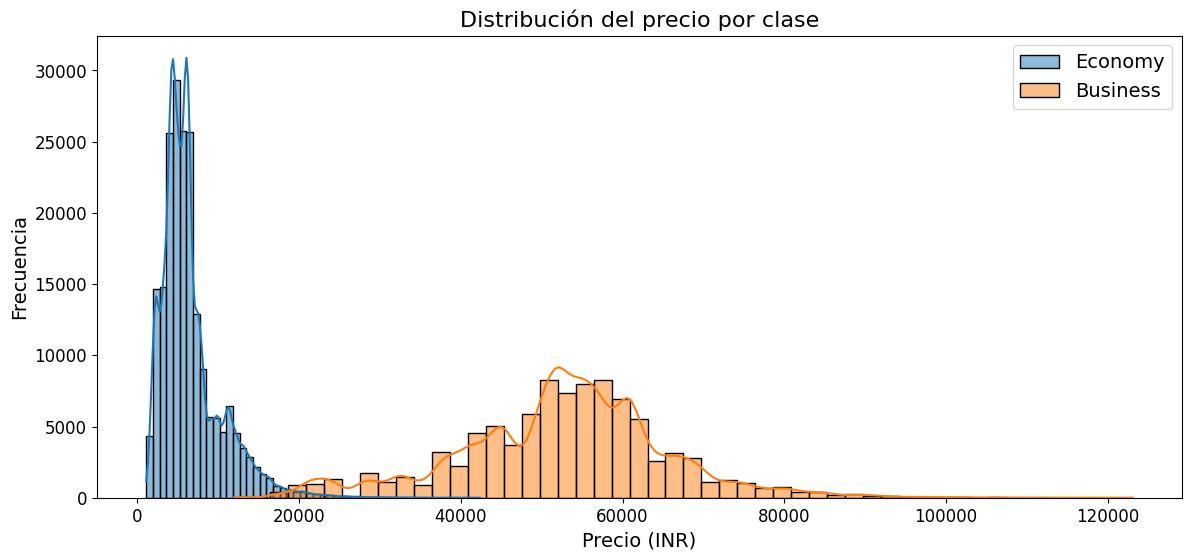 Distribución del precio por clase
Economy
Business
Frecuencia
30000
25000
20000
15000
10000
5000
0
0 20000 40000 60000 80000 100000 120000
Precio (INR)